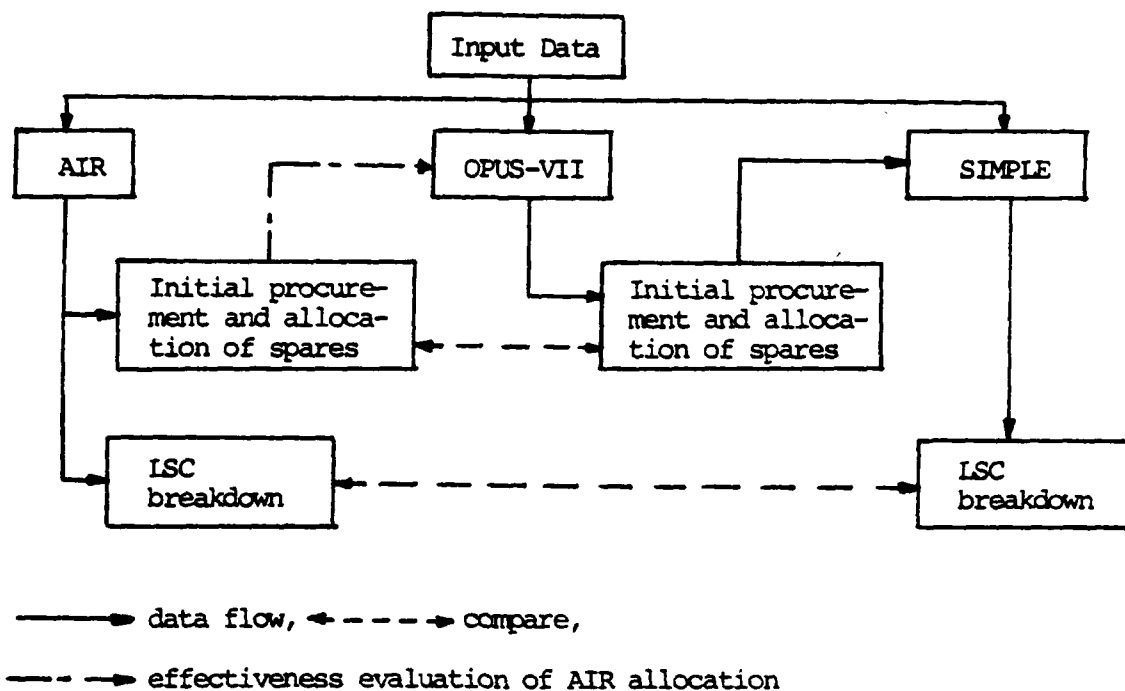 Input Data
AIR
OPUS-VII
SIMPLE
Initial procure-
ment and alloca-
tion of spares
Initial procure-
ment and alloca-
tion of spares
LSC
breakdown
LSC
breakdown
data flow, compare,
effectiveness evaluation of AIR allocation